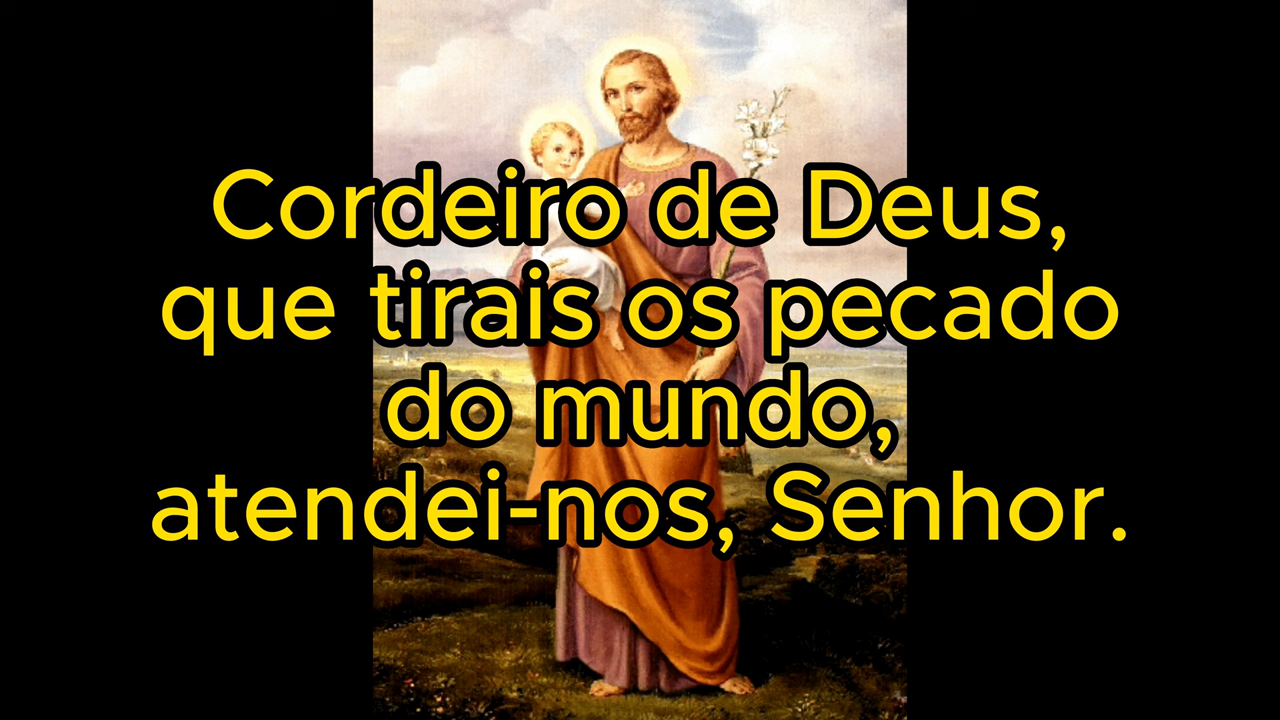 Cordeiro de Deus,
que tirais os pecado
do mundo,
atendei-nos, Senhor.